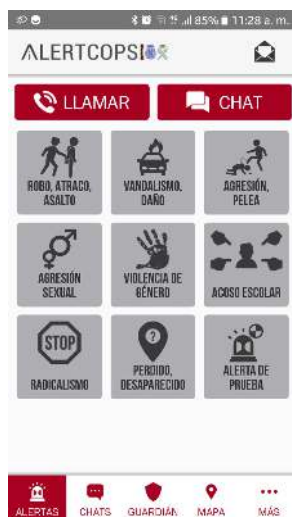 85% 11:28 a. m.
ALERTCOPS
LLAMAR
CHAT
ROBO, ATRACO,
ASALTO
VANDALISMO,
DAÑO
AGRESIÓN,
PELEA
AGRESIÓN
SEXUAL
VIOLENCIA DE
GÉNERO
ACOSO ESCOLAR
STOP
RADICALISMO
?
PERDIDO,
DESAPARECIDO
ALERTA DE
PRUEBA
ALERTAS
CHATS
GUARDIÁN
MAPA
MÁS